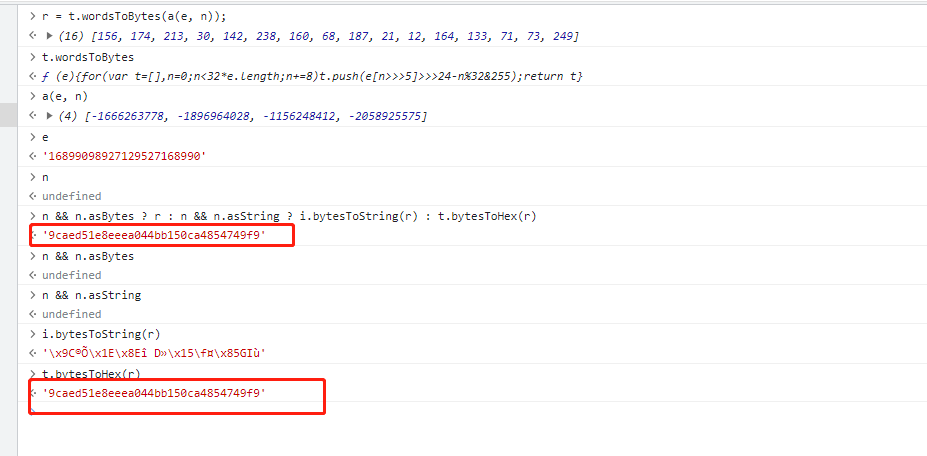 > r = t.wordsToBytes(a(e, n));
<· ▶ (16) [156, 174, 213, 30, 142, 238, 160, 68, 187, 21, 12, 164, 133, 71, 73, 249]
> t.wordsToBytes
<· ƒ (e){for(var t=[],n=0;n<32*e.length;n+=8)t.push(e[n>>>5]>>>24-n%32&255);return t}
> a(e, n)
<· ▶ (4) [-1666263778, -1896964028, -1156248412, -2058925575]
> e
<· '16899098927129527168990'
> n
<· undefined
> n && n.asBytes ? r : n && n.asString ? i.bytesToString(r) : t.bytesToHex(r)
<· '9caed51e8eeea044bb150ca4854749f9'
> n && n.asBytes
<· undefined
> n && n.asString
<· undefined
> i.bytesToString(r)
<· '\x9C®Õ\x1E\x8Eî D»\x15\f¤\x85GIù'
> t.bytesToHex(r)
<· '9caed51e8eeea044bb150ca4854749f9'